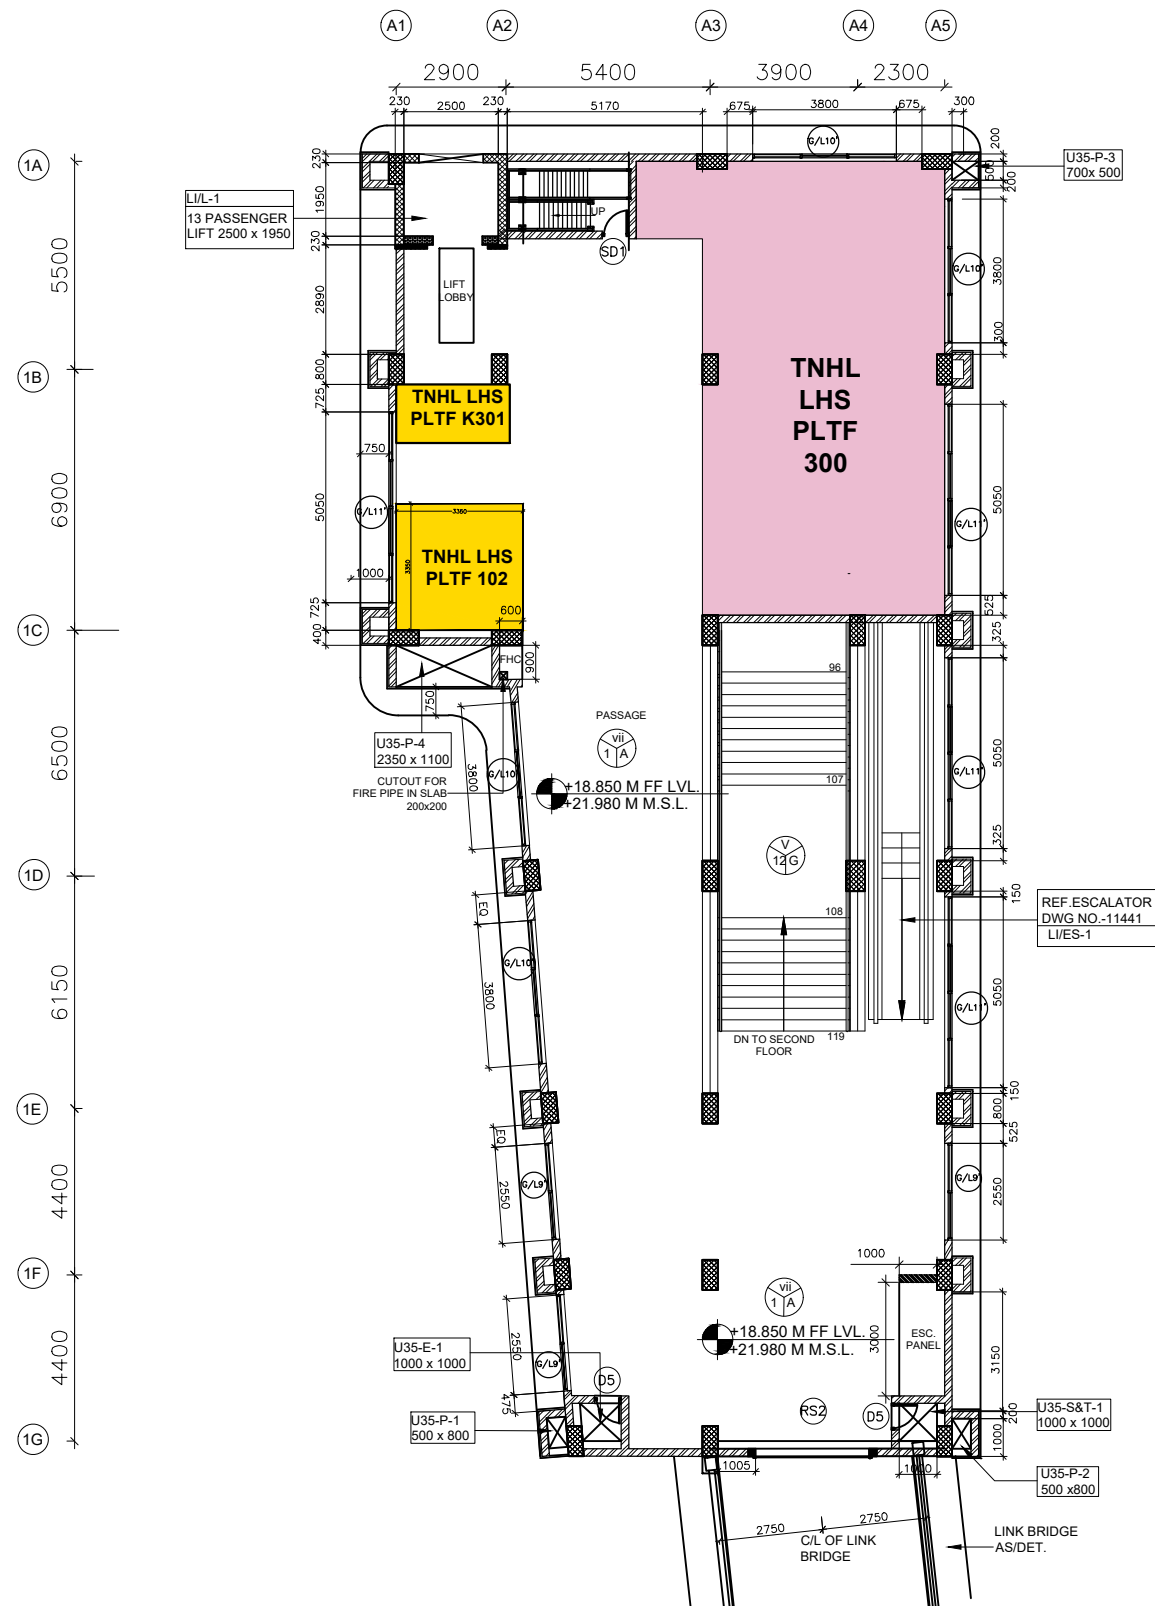 A1
A2
A3
A4
A5
2900
5400
3900
2300
230
2500
230
5170
675
3800
675
300
G/L10'
200
500
200
U35-P-3
700x 500
1A
230
1950
230
LI/L-1
13 PASSENGER
LIFT 2500 x 1950
UP
SD1
5500
2890
LIFT
LOBBY
G/L10'
3800
300
1B
800
725
TNHL LHS
PLTF K301
TNHL
LHS
PLTF
300
750
6900
5050
G/L11'
3360
3350
TNHL LHS
PLTF 102
1000
600
725
400
1C
5050
G/L11'
525
325
FHC
900
750
96
PASSAGE
vii
1 A
U35-P-4
2350 x 1100
CUTOUT FOR
FIRE PIPE IN SLAB
200x200
3800
G/L10'
6500
+18.850 M FF LVL.
+21.980 M M.S.L.
107
G/L11'
5050
325
V
12 G
1D
EQ
108
150
REF.ESCALATOR
DWG NO.-11441
LI/ES-1
6150
3800
G/L10'
5050
G/L11'
DN TO SECOND
FLOOR
119
1E
EQ
150
800
525
4400
2550
G/L9'
G/L9'
2550
1F
1000
vii
1 A
+18.850 M FF LVL.
+21.980 M M.S.L.
3000
ESC.
PANEL
3150
4400
2550
G/L9'
475
U35-E-1
1000 x 1000
D5
RS2
D5
U35-S&T-1
1000 x 1000
200
1000
U35-P-1
500 x 800
1G
1005
1000
U35-P-2
500 x800
2750
2750
C/L OF LINK
BRIDGE
LINK BRIDGE
AS/DET.